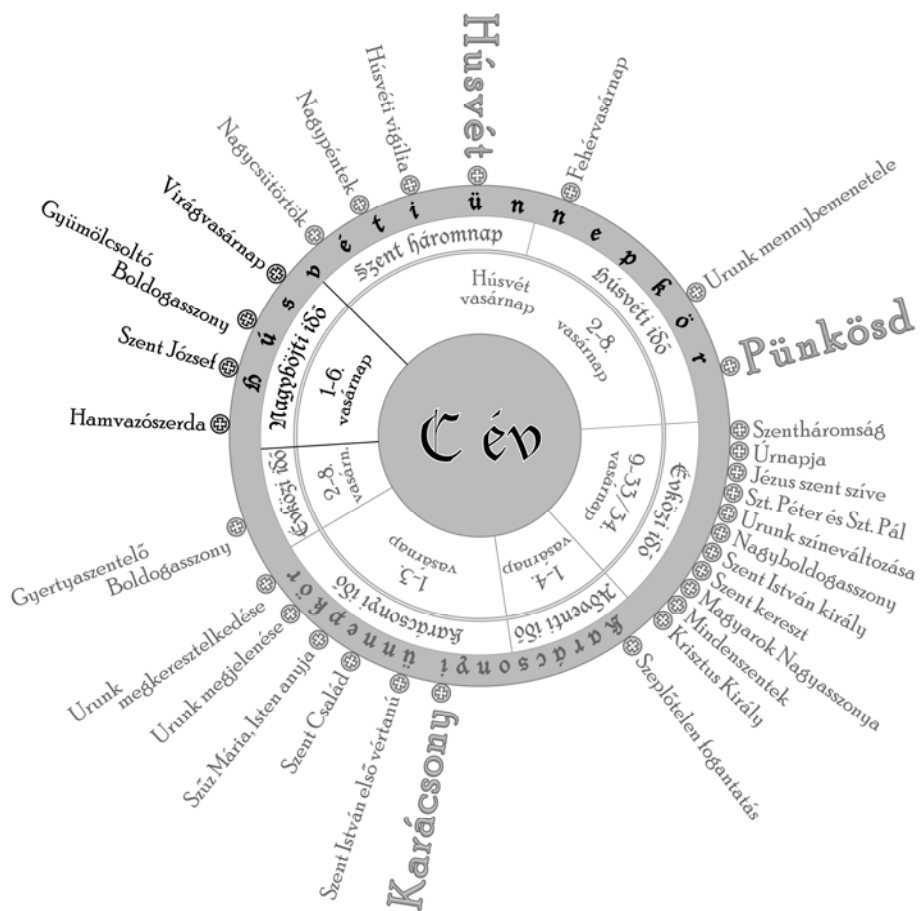 C év
Húsvéti ünnepkör
Karácsonyi ünnepkör
Szent Háromnap
Húsvéti idő
Évközi idő
Ádventi idő
Karácsonyi idő
Évközi idő
Nagyböjti idő
Húsvét
vasárnap
2-8.
vasárnap
9-33/34.
vasárnap
1-4.
vasárnap
1-3.
vasárnap
2-8.
vasárn.
1-6.
vasárnap
Húsvét
Fehérvasárnap
Urunk mennybemenetele
Pünkösd
Szentháromság
Úrnapja
Jézus szent szíve
Szt. Péter és Szt. Pál
Urunk színeváltozása
Nagyboldogasszony
Szent István király
Szent kereszt
Magyarok Nagyasszonya
Mindenszentek
Krisztus Király
Szeplőtelen fogantatás
Karácsony
Szent István első vértanú
Szent Család
Szűz Mária, Isten anyja
Urunk megjelenése
Urunk
megkeresztelkedése
Gyertyaszentelő
Boldogasszony
Hamvazószerda
Szent József
Gyümölcsoltó
Boldogasszony
Virágvasárnap
Nagycsütörtök
Nagypéntek
Húsvéti vigília